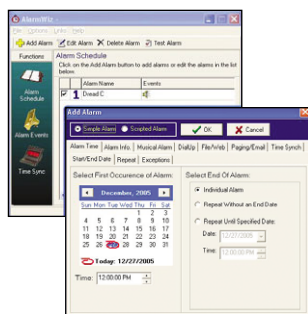 AlarmWiz
File Options Links Help
Add Alarm Edit Alarm Delete Alarm Test Alarm
Functions
Alarm Schedule
Alarm Events
Time Sync
Alarm Schedule
Click on the Add Alarm button to add alarms or edit the alarms in the list
below.
Alarm Name Events
1 Dread C
Add Alarm
Simple Alarm Scripted Alarm OK Cancel
Alarm Time Alarm Info. Musical Alarm DialUp File/Web Paging/Email Time Synch
Start/End Date Repeat Exceptions
Select First Occurence of Alarm:
December, 2005
Sun Mon Tue Wed Thu Fri Sat
1 2 3
4 5 6 7 8 9 10
11 12 13 14 15 16 17
18 19 20 21 22 23 24
25 26 27 28 29 30 31
Today: 12/27/2005
Time: 12:00:00 PM
Select End Of Alarm:
Individual Alarm
Repeat Without an End Date
Repeat Until Specified Date:
Date: 12/27/2005
Time: 12:00:00 PM